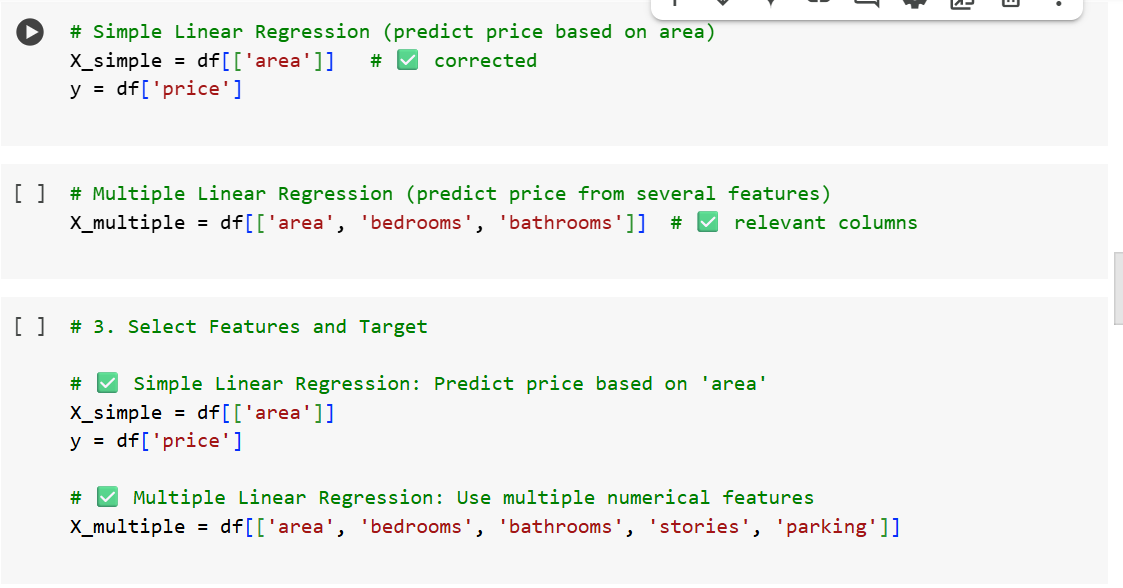 # Simple Linear Regression (predict price based on area)
X_simple = df[['area']]   # ✅ corrected
y = df['price']
[ ] # Multiple Linear Regression (predict price from several features)
X_multiple = df[['area', 'bedrooms', 'bathrooms']]  # ✅ relevant columns
[ ] # 3. Select Features and Target
# ✅ Simple Linear Regression: Predict price based on 'area'
X_simple = df[['area']]
y = df['price']
# ✅ Multiple Linear Regression: Use multiple numerical features
X_multiple = df[['area', 'bedrooms', 'bathrooms', 'stories', 'parking']]